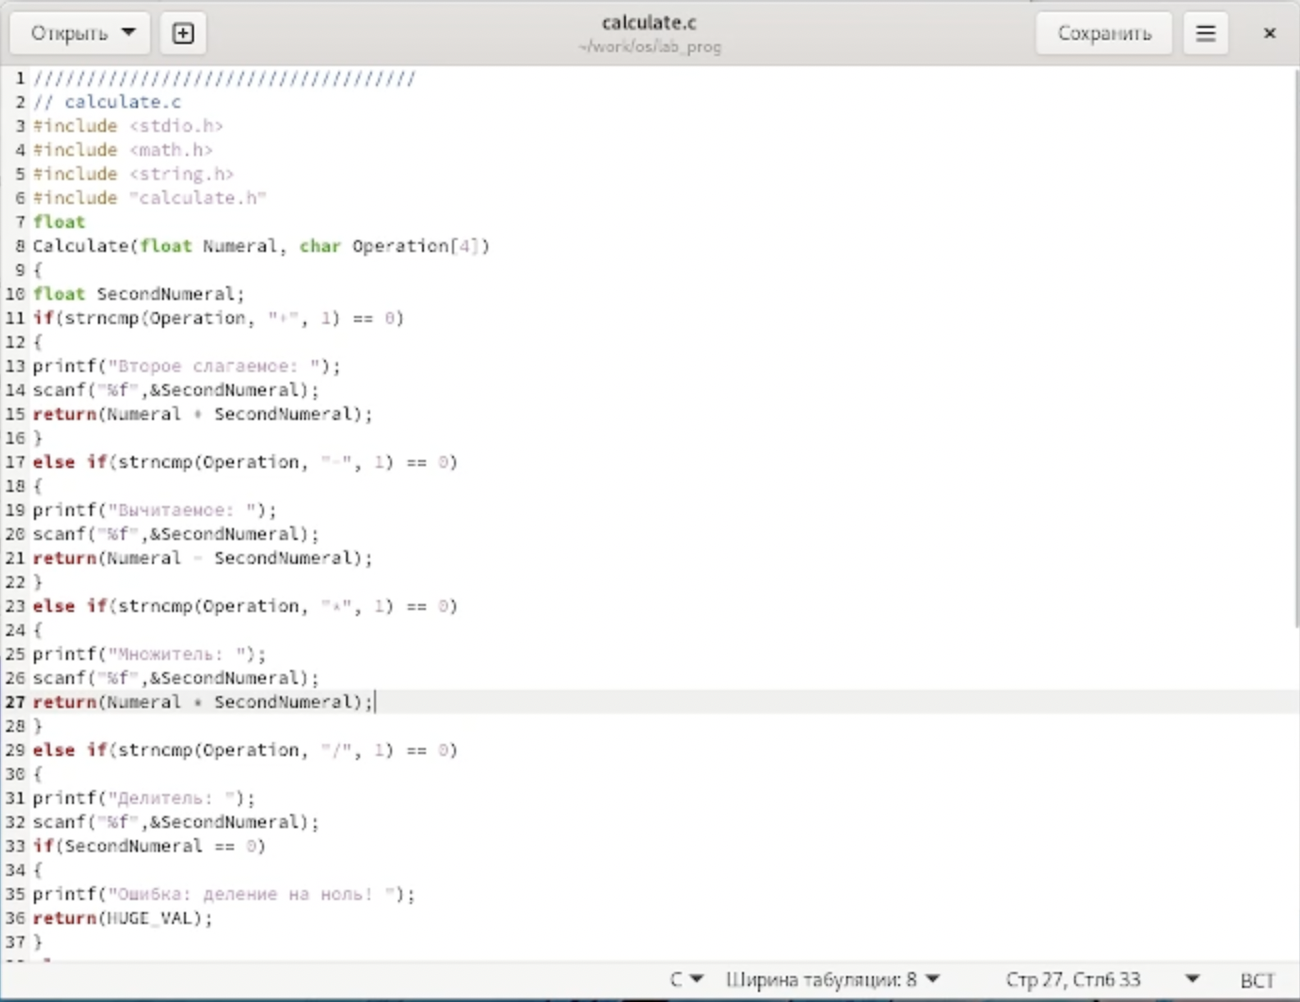 Открыть
calculate.c
~/work/os/lab_prog
Сохранить
1 ////////////////////////////////////
2 // calculate.c
3 #include <stdio.h>
4 #include <math.h>
5 #include <string.h>
6 #include "calculate.h"
7 float
8 Calculate(float Numeral, char Operation[4])
9 {
10 float SecondNumeral;
11 if(strncmp(Operation, "+", 1) == 0)
12 {
13 printf("Второе слагаемое: ");
14 scanf("%f",&SecondNumeral);
15 return(Numeral + SecondNumeral);
16 }
17 else if(strncmp(Operation, "-", 1) == 0)
18 {
19 printf("Вычитаемое: ");
20 scanf("%f",&SecondNumeral);
21 return(Numeral - SecondNumeral);
22 }
23 else if(strncmp(Operation, "*", 1) == 0)
24 {
25 printf("Множитель: ");
26 scanf("%f",&SecondNumeral);
27 return(Numeral * SecondNumeral);
28 }
29 else if(strncmp(Operation, "/", 1) == 0)
30 {
31 printf("Делитель: ");
32 scanf("%f",&SecondNumeral);
33 if(SecondNumeral == 0)
34 {
35 printf("Ошибка: деление на ноль! ");
36 return(HUGE_VAL);
37 }
C Ширина табуляции: 8 Стр 27, Стлб 33 ВСТ